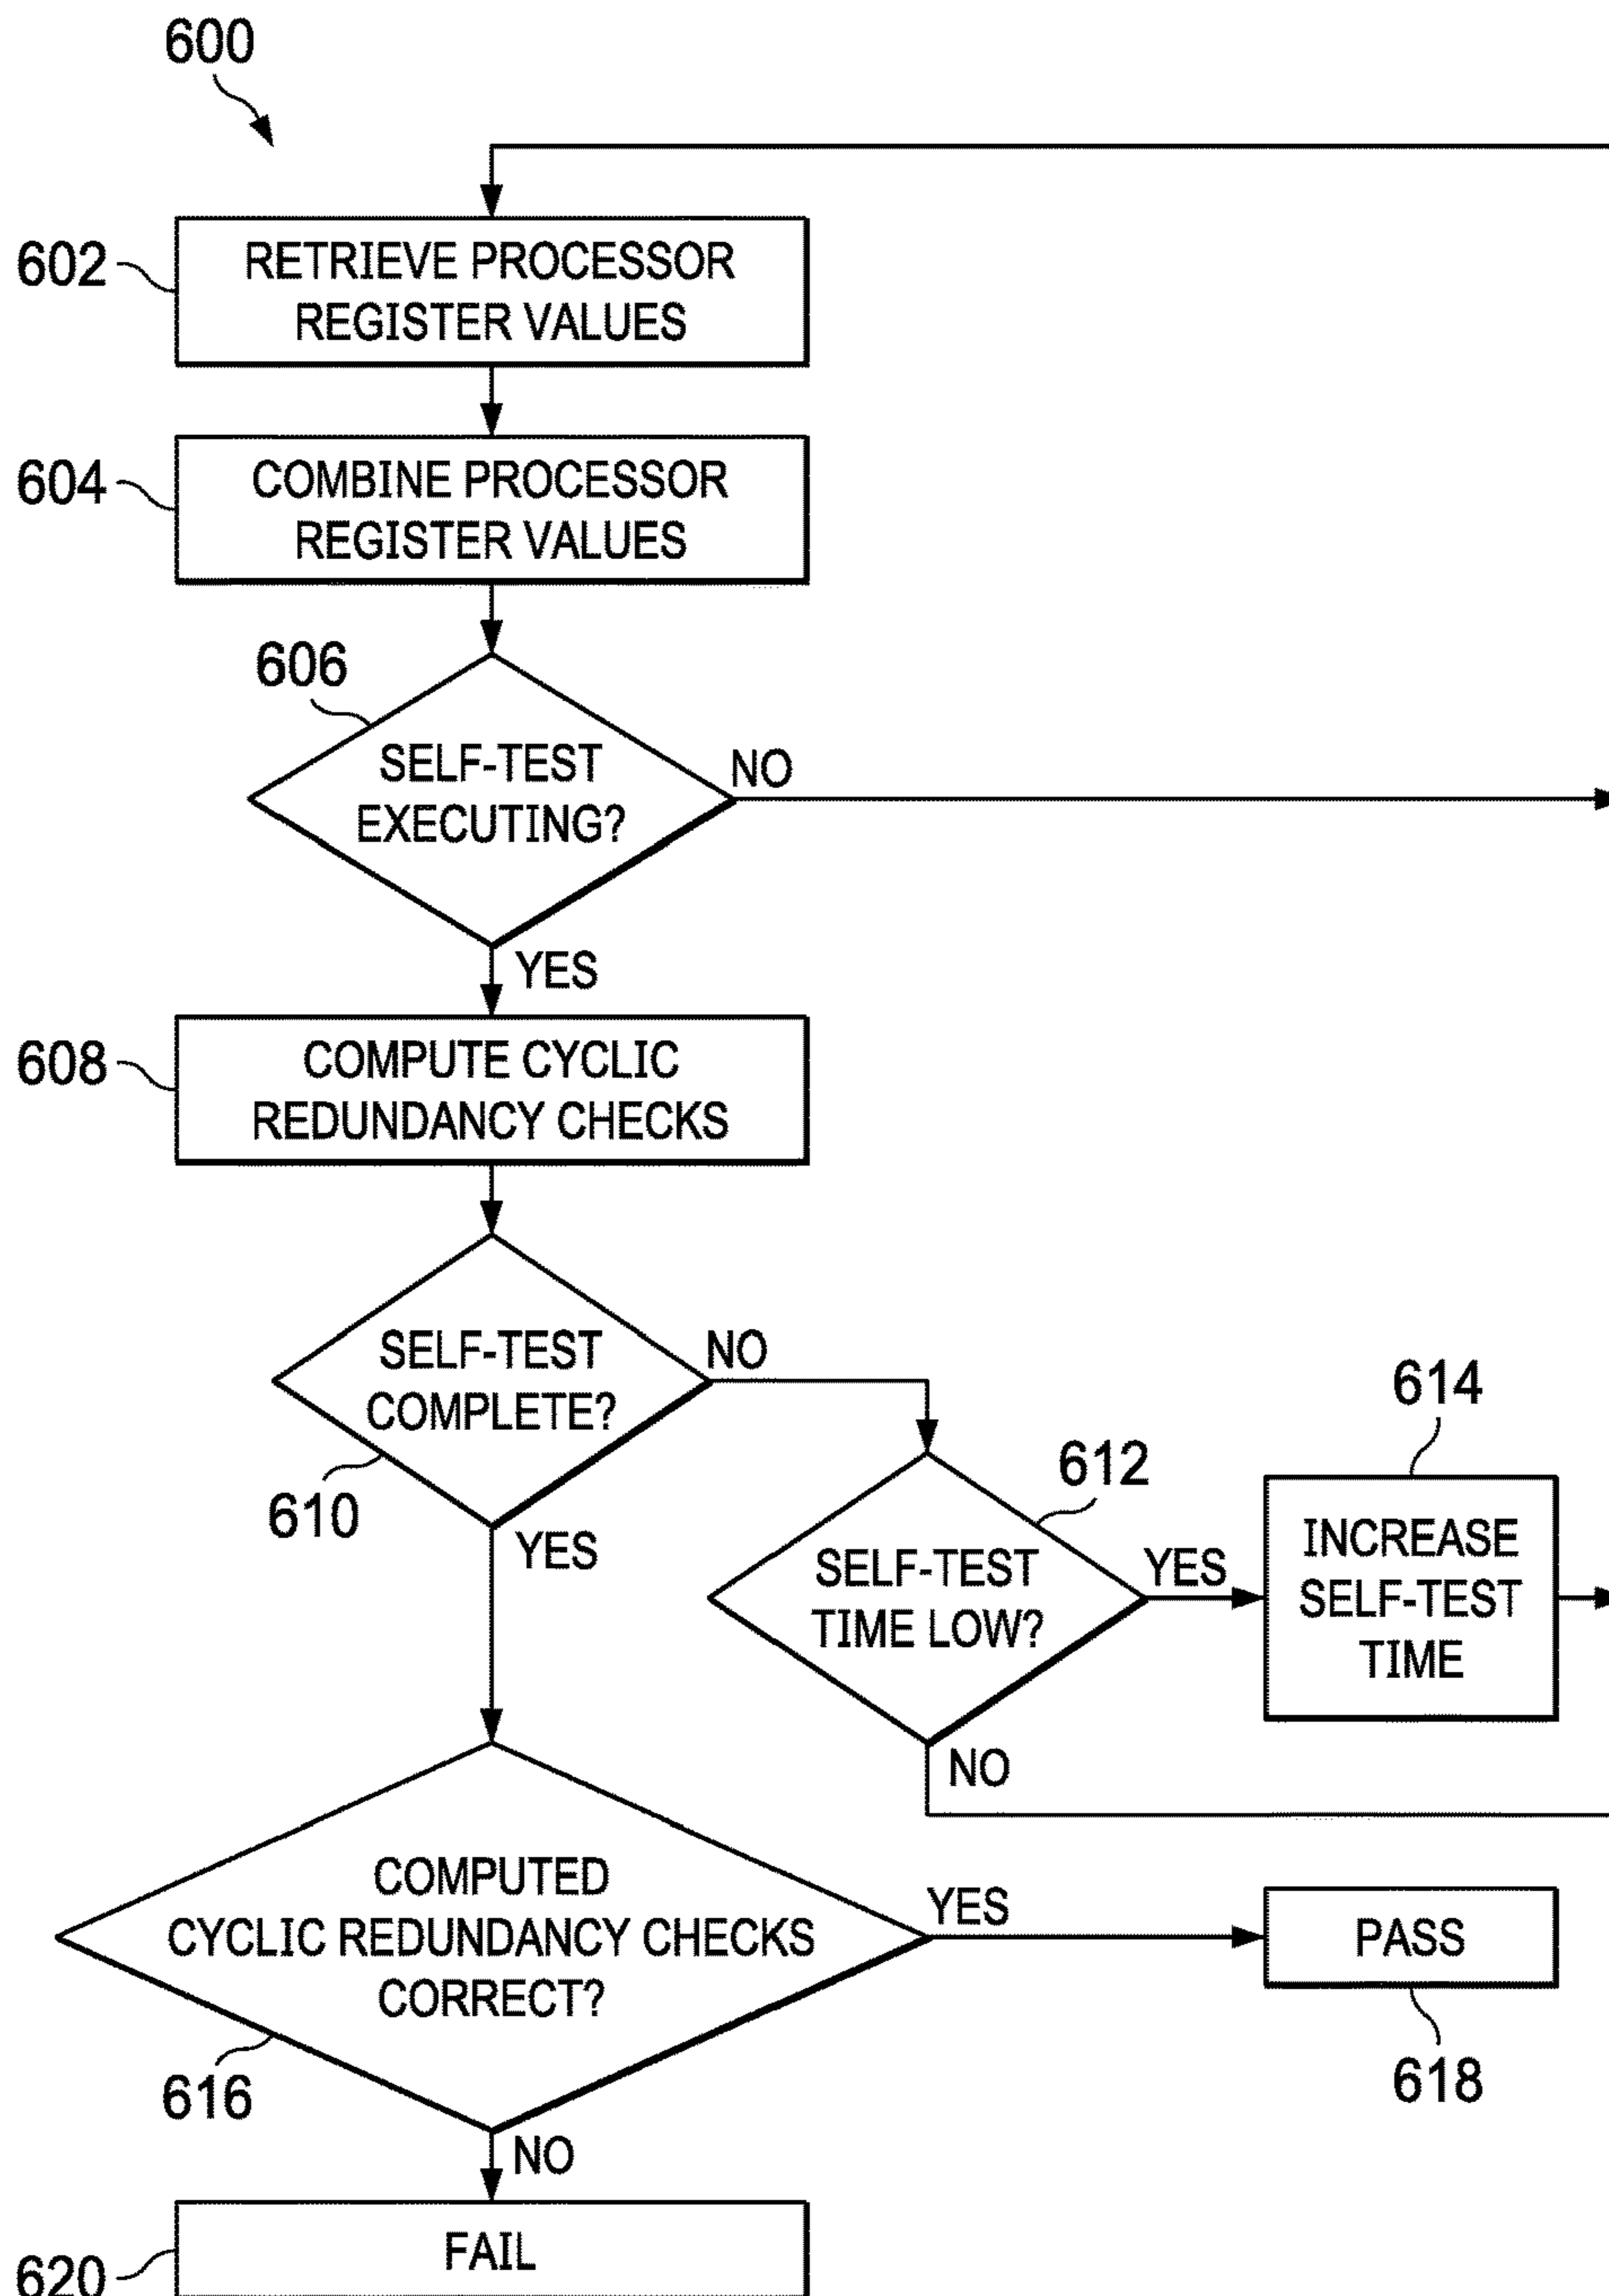 600
602
RETRIEVE PROCESSOR
REGISTER VALUES
604
COMBINE PROCESSOR
REGISTER VALUES
606
SELF-TEST
EXECUTING?
NO
YES
608
COMPUTE CYCLIC
REDUNDANCY CHECKS
SELF-TEST
COMPLETE?
NO
610
YES
612
SELF-TEST
TIME LOW?
YES
NO
614
INCREASE
SELF-TEST
TIME
COMPUTED
CYCLIC REDUNDANCY CHECKS
CORRECT?
YES
616
PASS
618
NO
FAIL
620